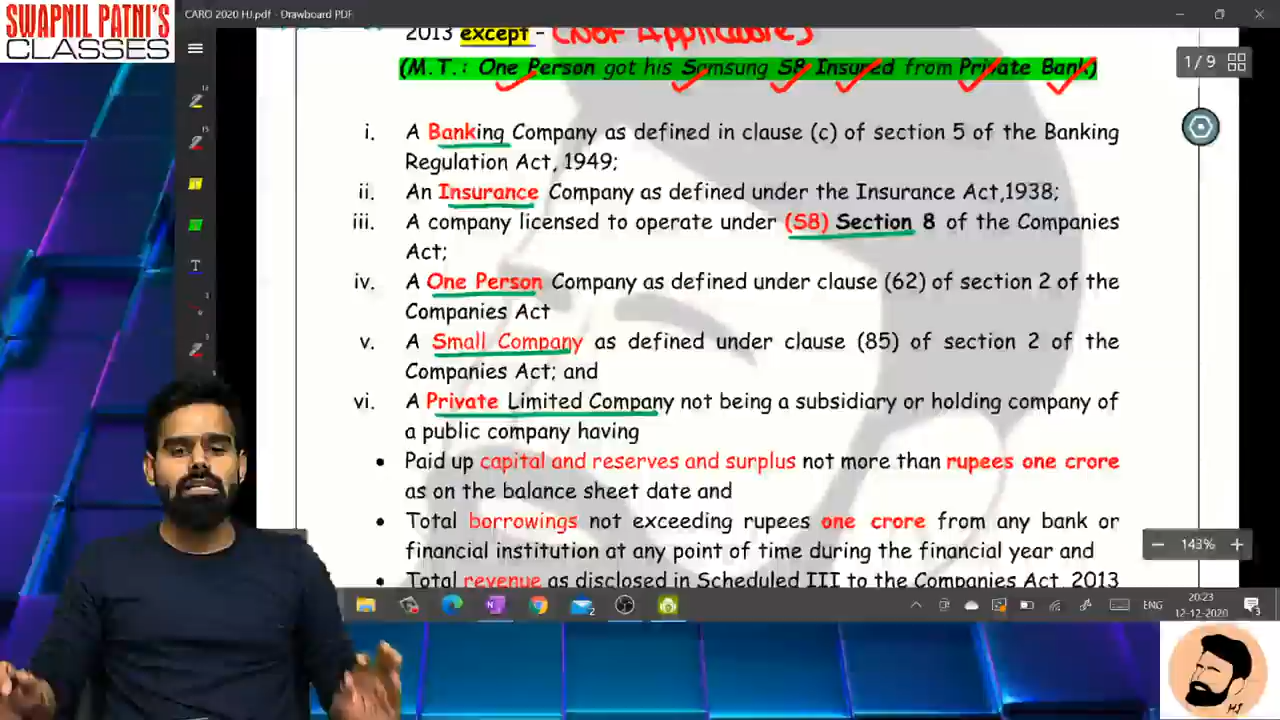 SWAPNIL PATNI'S
CLASSES
CARO 2020 HJ.pdf - Drawboard PDF
2013 except -
(M.T.: One Person got his Samsung S8 Insured from Private Bank)
1 / 9
i. A Banking Company as defined in clause (c) of section 5 of the Banking
Regulation Act, 1949;
ii. An Insurance Company as defined under the Insurance Act,1938;
iii. A company licensed to operate under (S8) Section 8 of the Companies
Act;
iv. A One Person Company as defined under clause (62) of section 2 of the
Companies Act
v. A Small Company as defined under clause (85) of section 2 of the
Companies Act; and
vi. A Private Limited Company not being a subsidiary or holding company of
a public company having
• Paid up capital and reserves and surplus not more than rupees one crore
as on the balance sheet date and
• Total borrowings not exceeding rupees one crore from any bank or
financial institution at any point of time during the financial year and
• Total revenue as disclosed in Scheduled III to the Companies Act, 2013
143%
ENG
20:23
12-12-2020
HJ